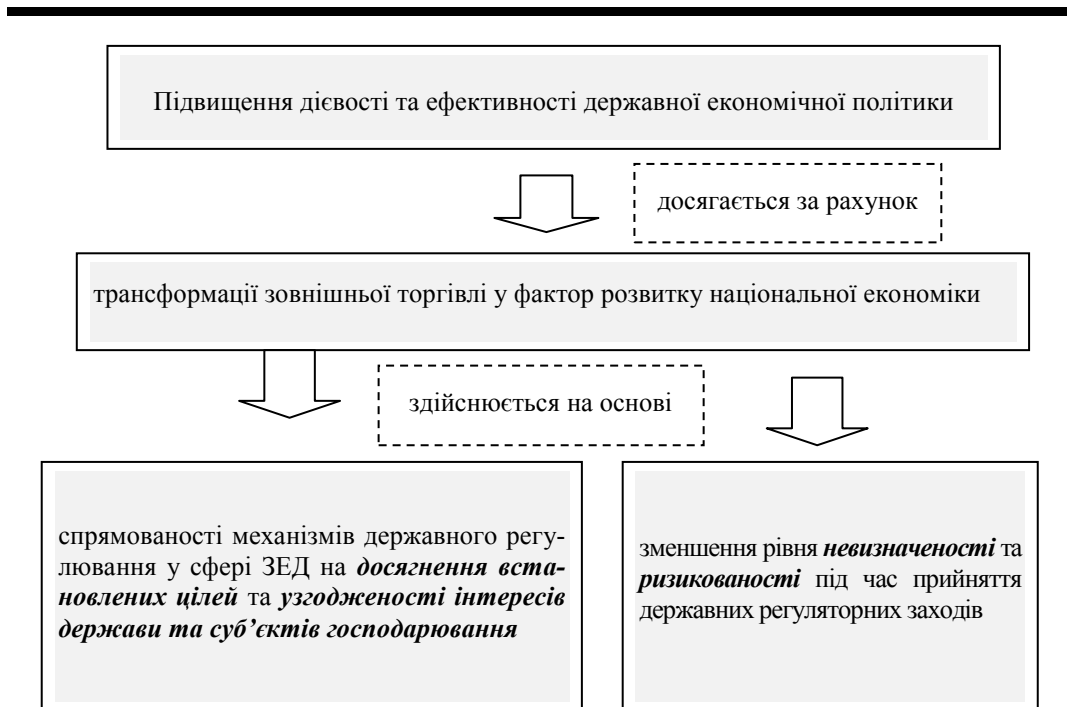 Підвищення дієвості та ефективності державної економічної політики
досягається за рахунок
трансформації зовнішньої торгівлі у фактор розвитку національної економіки
здійснюється на основі
спрямованості механізмів державного регу-
лювання у сфері ЗЕД на досягнення вста-
новлених цілей та узгодженості інтересів
держави та суб’єктів господарювання
зменшення рівня невизначеності та
ризикованості під час прийняття
державних регуляторних заходів